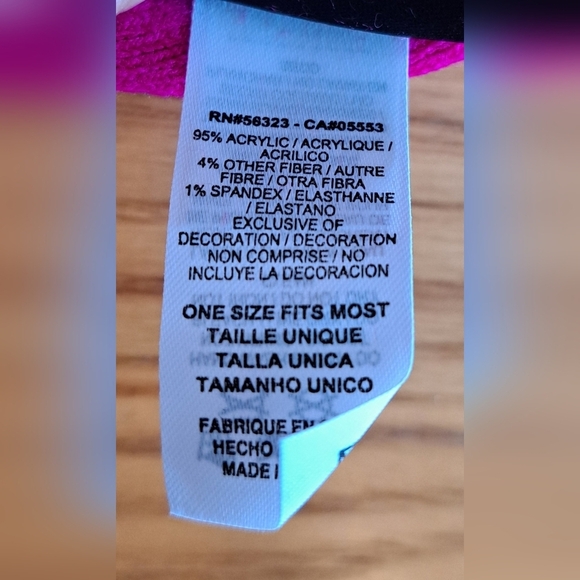 RN#56323 - CA#05553
95% ACRYLIC / ACRYLIQUE /
ACRILICO
4% OTHER FIBER / AUTRE
FIBRE / OTRA FIBRA
1% SPANDEX / ELASTHANNE
/ ELASTANO
EXCLUSIVE OF
DECORATION / DECORATION
NON COMPRISE / NO
INCLUYE LA DECORACION
ONE SIZE FITS MOST
TAILLE UNIQUE
TALLA UNICA
TAMANHO UNICO
FABRIQUE EN
HECHO
MADE